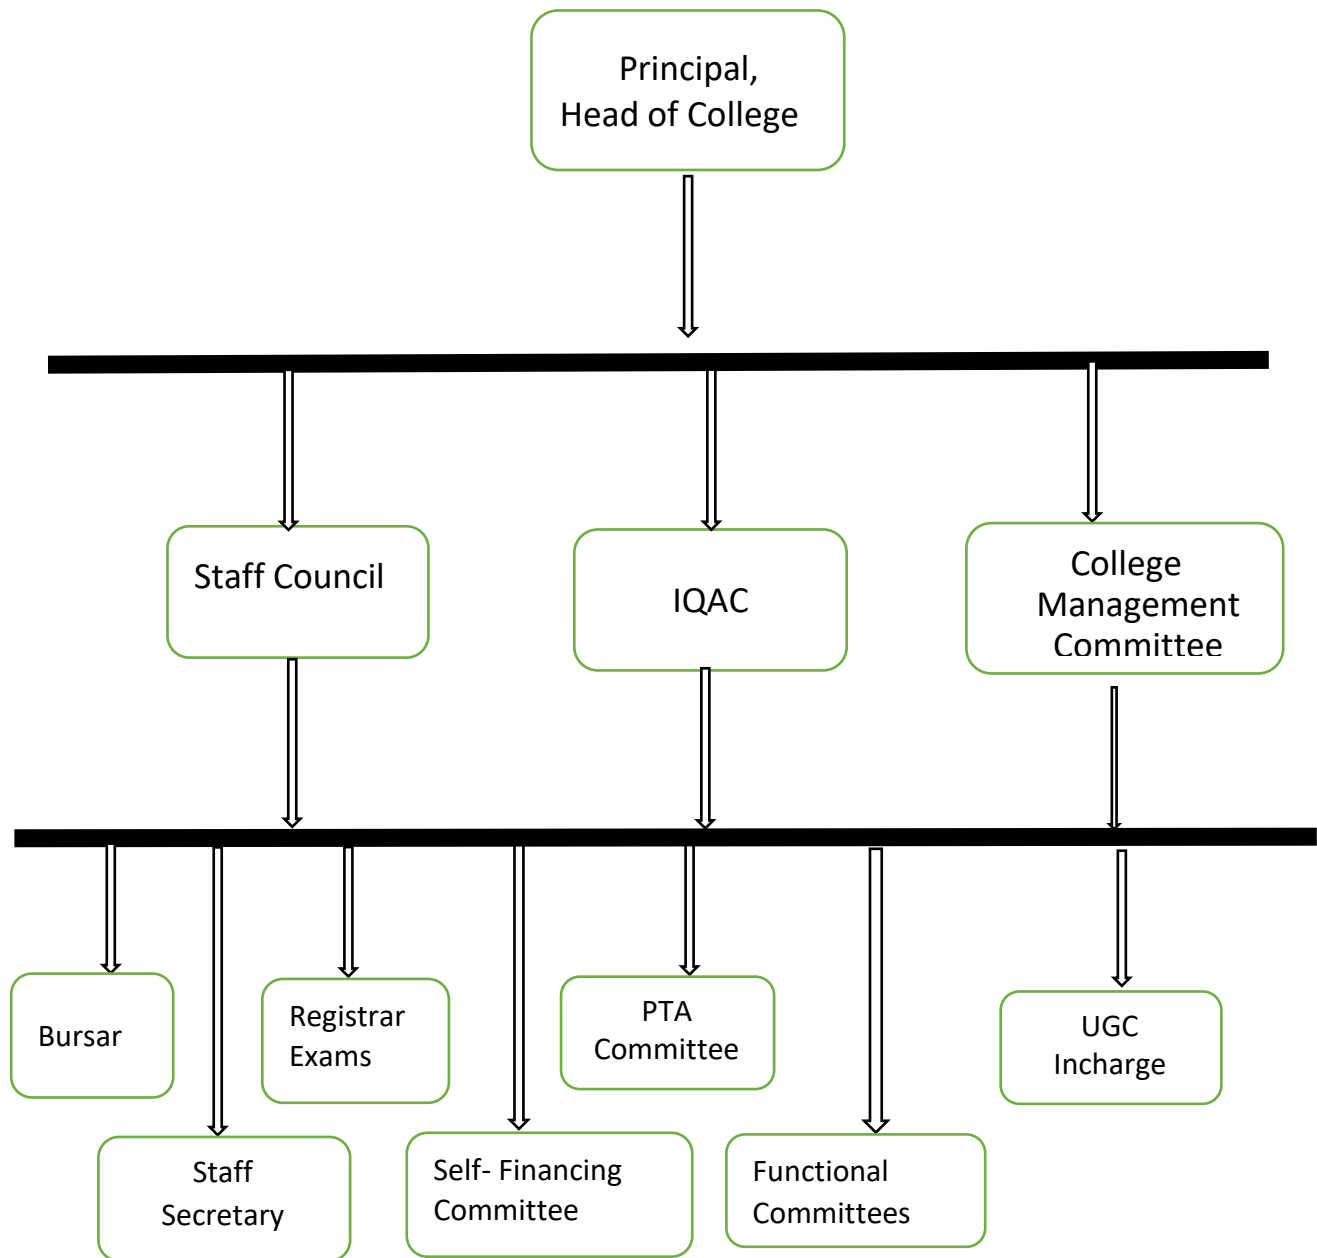 Principal,
Head of College
Staff Council
IQAC
College
Management
Committee
Bursar
Registrar
Exams
PTA
Committee
UGC
Incharge
Staff
Secretary
Self- Financing
Committee
Functional
Committees